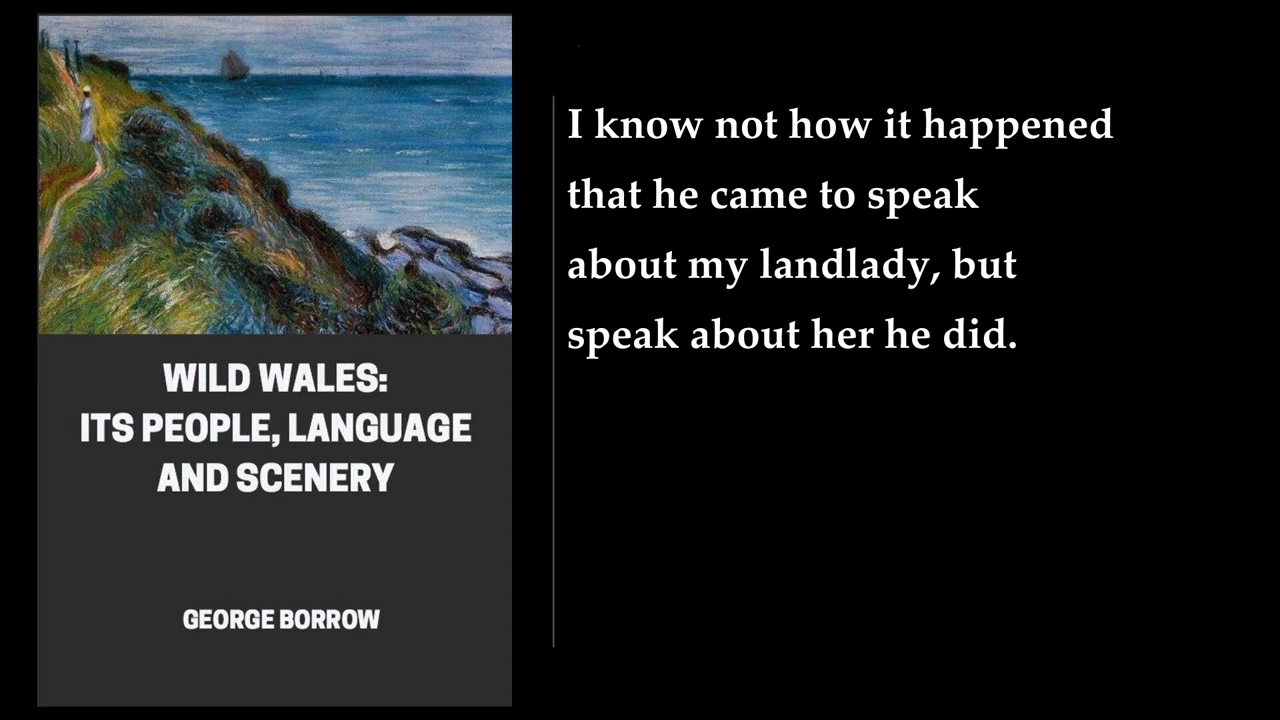 WILD WALES:
ITS PEOPLE, LANGUAGE
AND SCENERY
GEORGE BORROW
I know not how it happened
that he came to speak
about my landlady, but
speak about her he did.